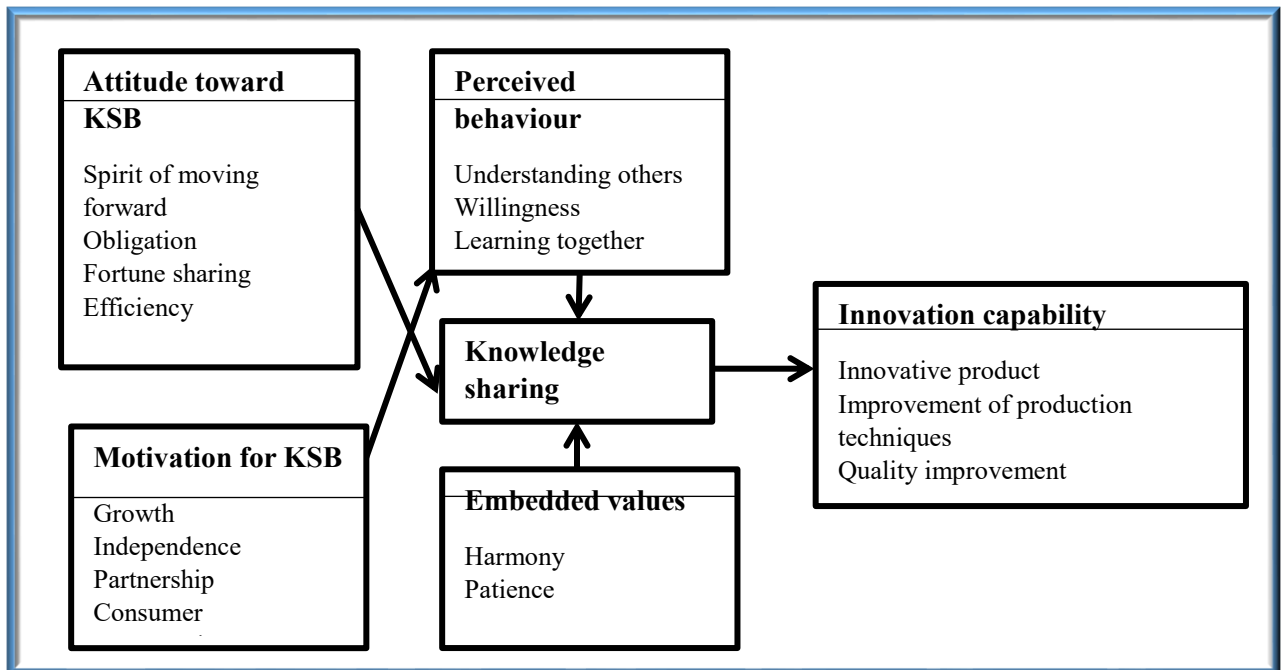 Attitude toward
KSB
Spirit of moving
forward
Obligation
Fortune sharing
Efficiency
Motivation for KSB
Growth
Independence
Partnership
Consumer
Perceived
behaviour
Understanding others
Willingness
Learning together
Knowledge
sharing
Embedded values
Harmony
Patience
Innovation capability
Innovative product
Improvement of production
techniques
Quality improvement